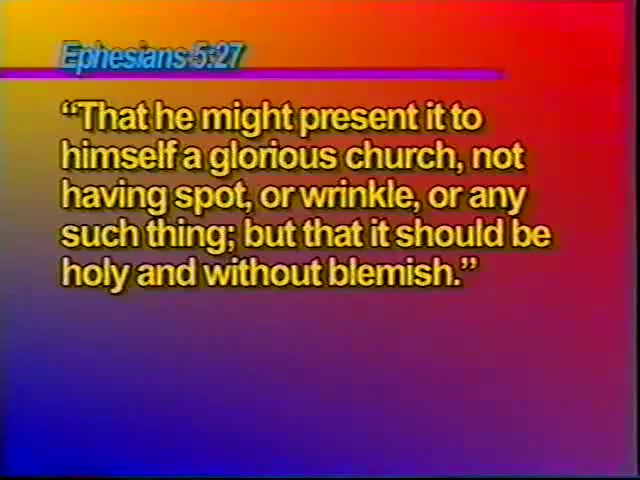 Ephesians 5:27
“That he might present it to
himself a glorious church, not
having spot, or wrinkle, or any
such thing; but that it should be
holy and without blemish.”